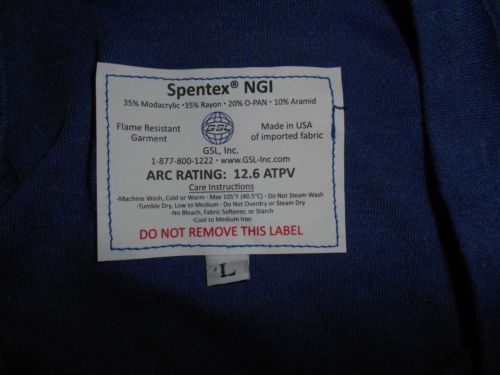 Spentex® NGI
35% Modacrylic •35% Rayon • 20% O-PAN • 10% Aramid
Flame Resistant Garment
GSL
Made in USA of imported fabric
GSL, Inc.
1-877-800-1222 • www.GSL-Inc.com
ARC RATING: 12.6 ATPV
Care Instructions
-Machine Wash, Cold or Warm - Max 105°F (40.5°C) - Do Not Steam Wash
-Tumble Dry, Low to Medium - Do Not Overdry or Steam Dry
-No Bleach, Fabric Softener, or Starch
-Cool to Medium Iron
DO NOT REMOVE THIS LABEL
L